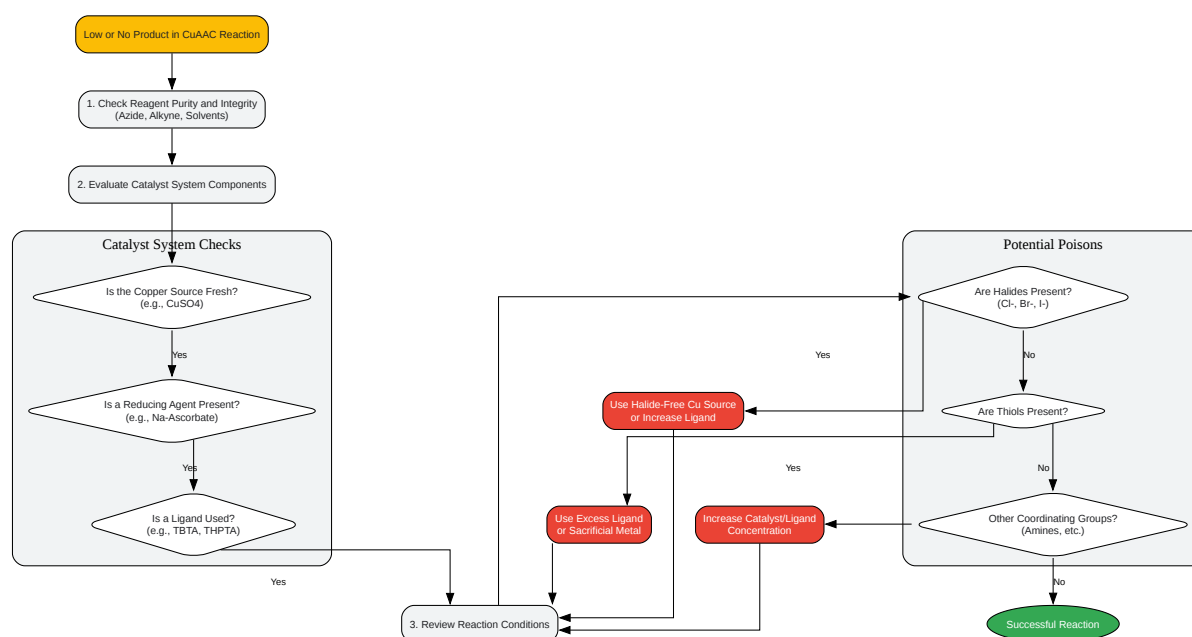 Low or No Product in CuAAC Reaction
1. Check Reagent Purity and Integrity
(Azide, Alkyne, Solvents)
2. Evaluate Catalyst System Components
Catalyst System Checks
Is the Copper Source Fresh?
(e.g., CuSO4)
Yes
Is a Reducing Agent Present?
(e.g., Na-Ascorbate)
Yes
Is a Ligand Used?
(e.g., TBTA, THPTA)
Yes
3. Review Reaction Conditions
Potential Poisons
Are Halides Present?
(Cl-, Br-, I-)
Yes
No
Use Halide-Free Cu Source
or Increase Ligand
Are Thiols Present?
Yes
No
Use Excess Ligand
or Sacrificial Metal
Increase Catalyst/Ligand
Concentration
Other Coordinating Groups?
(Amines, etc.)
No
Successful Reaction